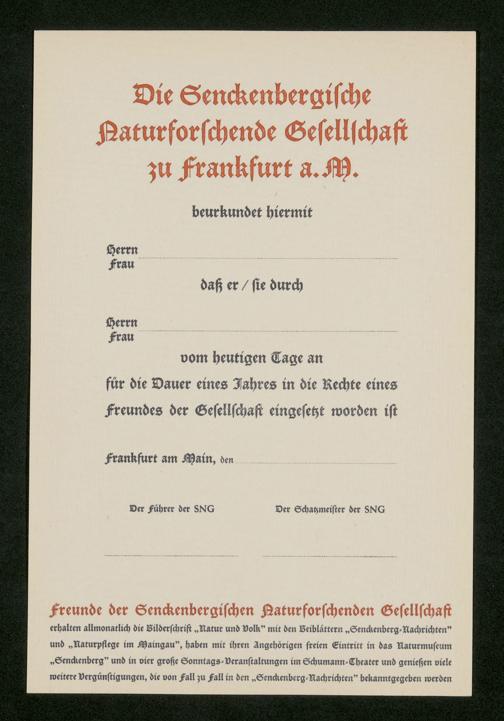 Die Senckenbergische
Naturforschende Gesellschaft
zu Frankfurt a. M.
beurkundet hiermit
Herrn
Frau
daß er / sie durch
Herrn
Frau
vom heutigen Tage an
für die Dauer eines Jahres in die Rechte eines
Freundes der Gesellschaft eingesetzt worden ist
Frankfurt am Main, den
Der Führer der SNG Der Schatzmeister der SNG
Freunde der Senckenbergischen Naturforschenden Gesellschaft
erhalten allmonatlich die Bilderschrift „Natur und Volk“ mit den Beiblättern „Senckenberg-Nachrichten“
und „Naturpflege im Maingau“, haben mit ihren Angehörigen freien Eintritt in das Naturmuseum
„Senckenberg“ und in vier große Sonntags-Veranstaltungen im Schumann-Theater und genießen viele
weitere Vergünstigungen, die von Fall zu Fall in den „Senckenberg-Nachrichten“ bekanntgegeben werden